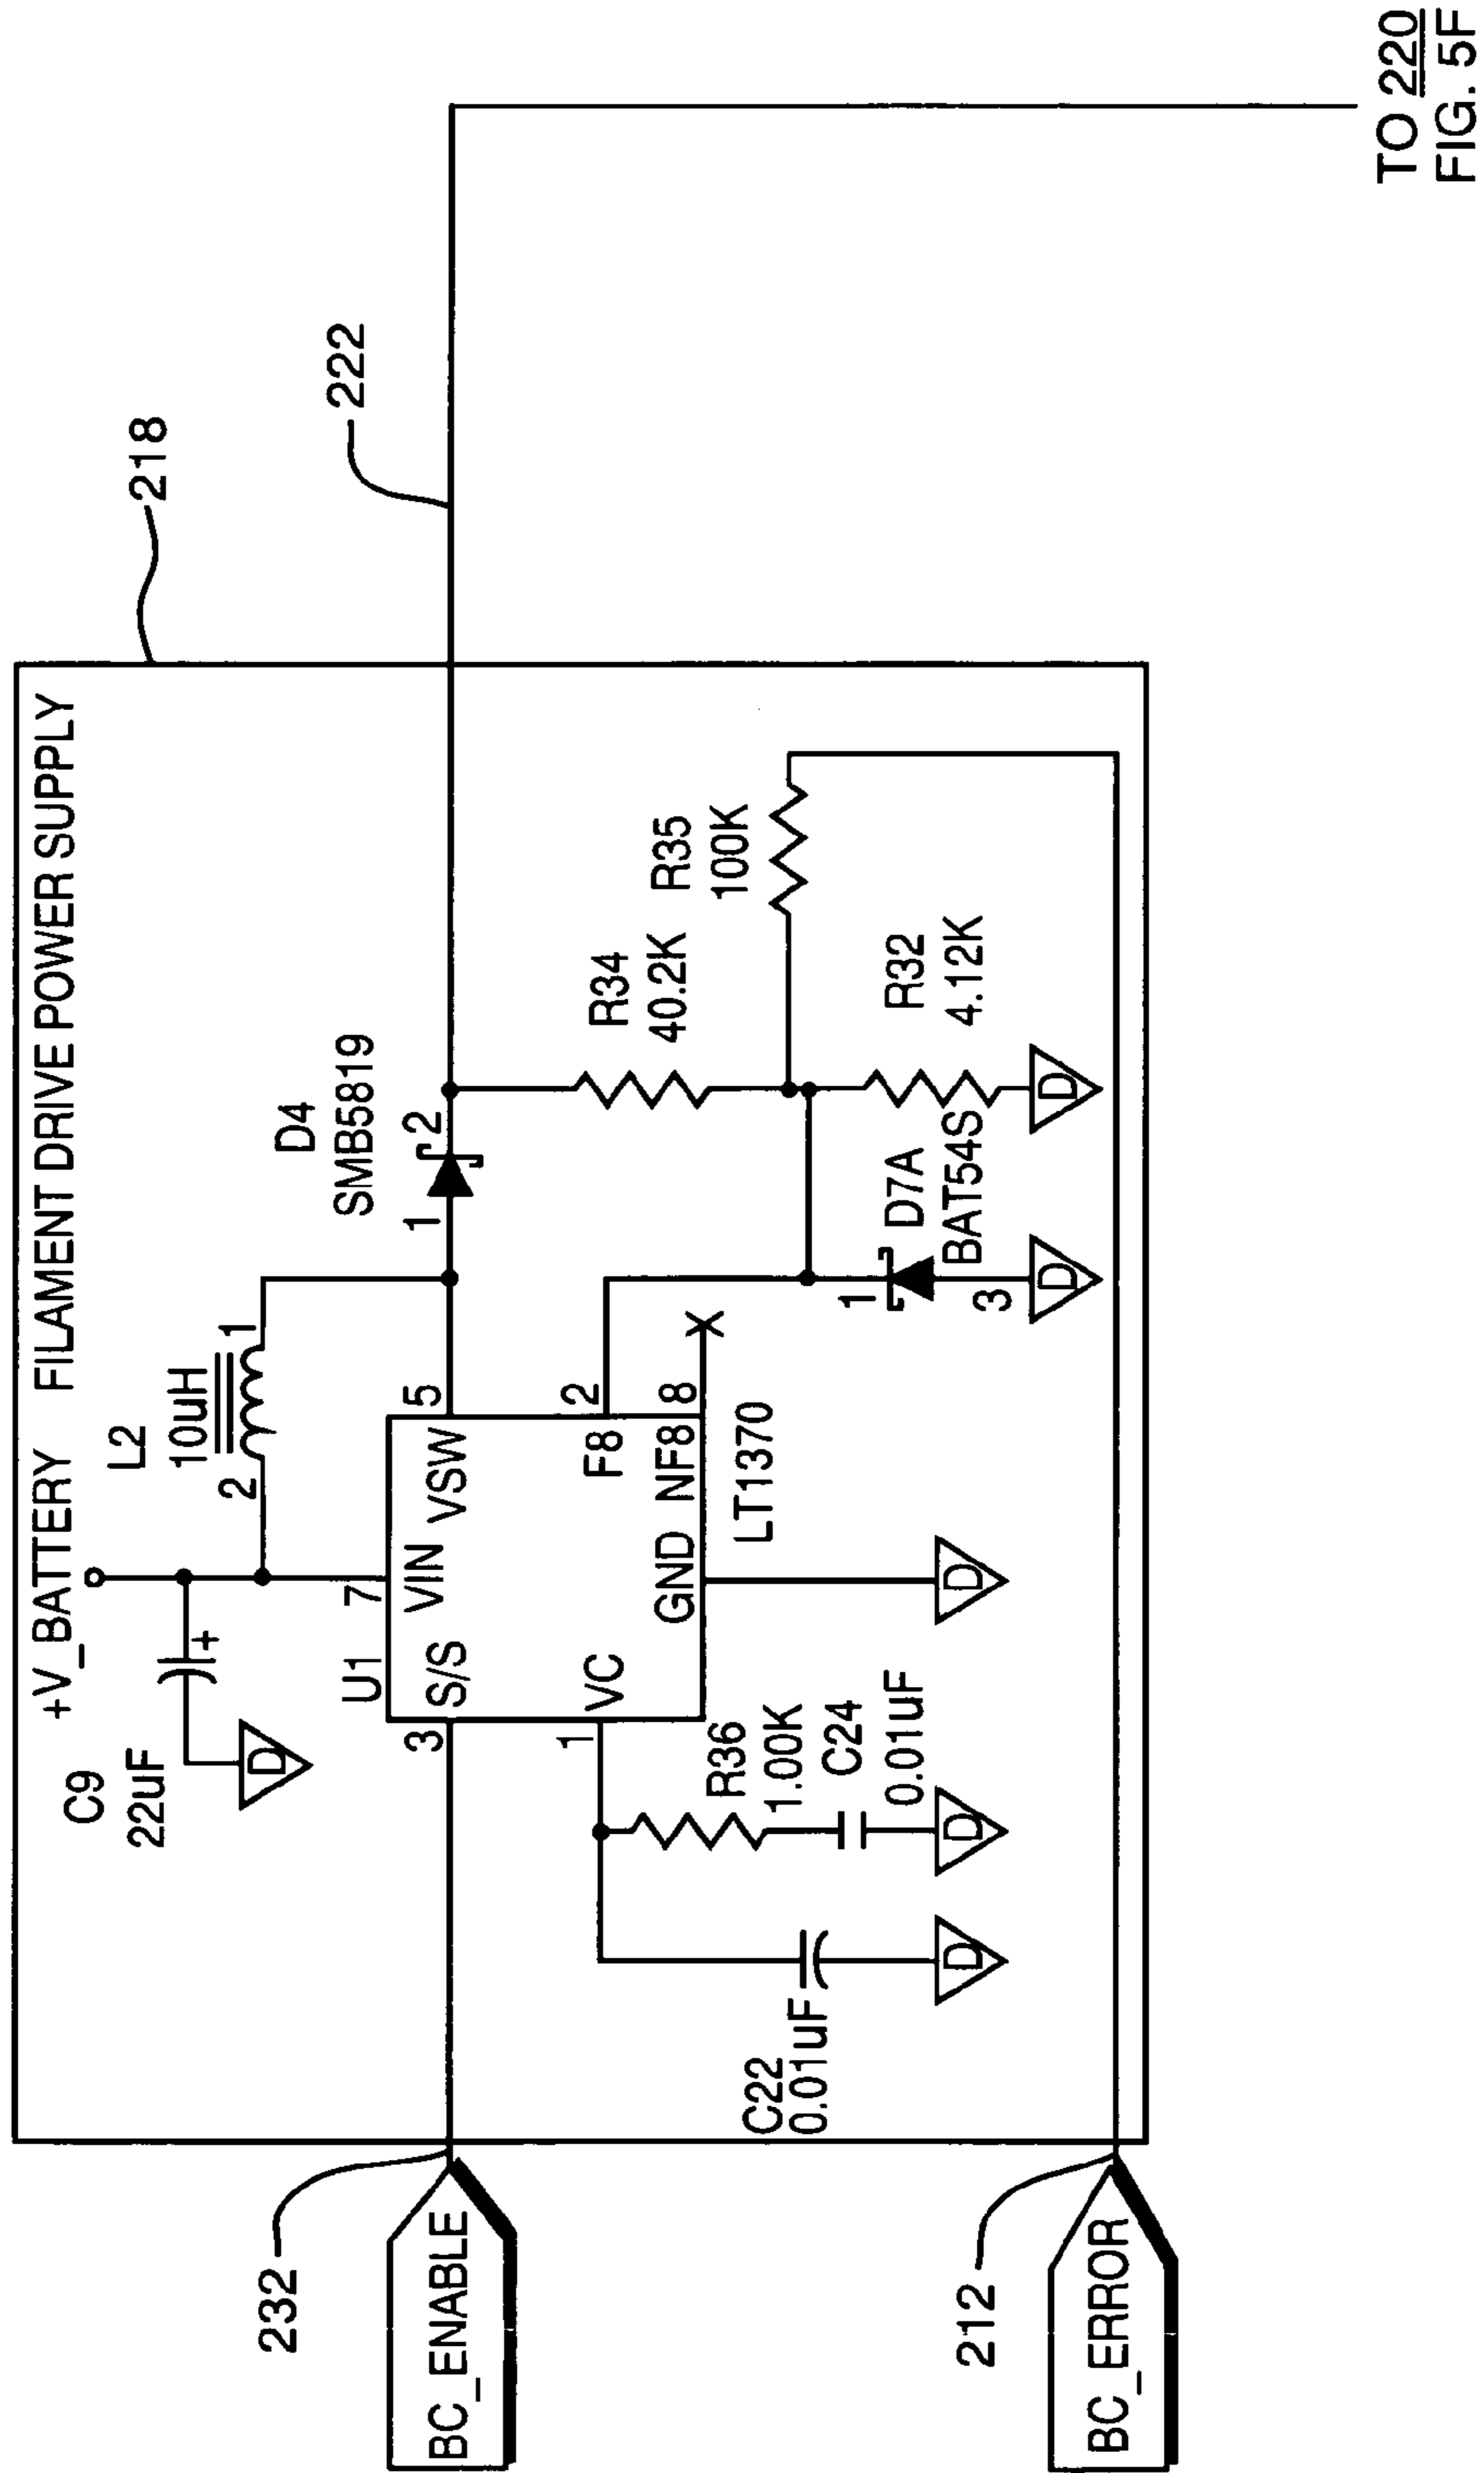 +V_BATTERY FILAMENT DRIVE POWER SUPPLY
218
222
C9
22uF
+
D
L2
10uH
2
1
D4
SMB5819
1
2
U1
7
VIN
S/S
VSW
3
5
VC
1
F8
2
GND
NF8
8
X
LT1370
R34
40.2K
R35
100K
R32
4.12K
D
D7A
BAT54S
1
3
D
R36
1.00K
C24
0.01uF
D
C22
0.01uF
D
D
232
BC_ENABLE
212
BC_ERROR
TO 220
FIG. 5F